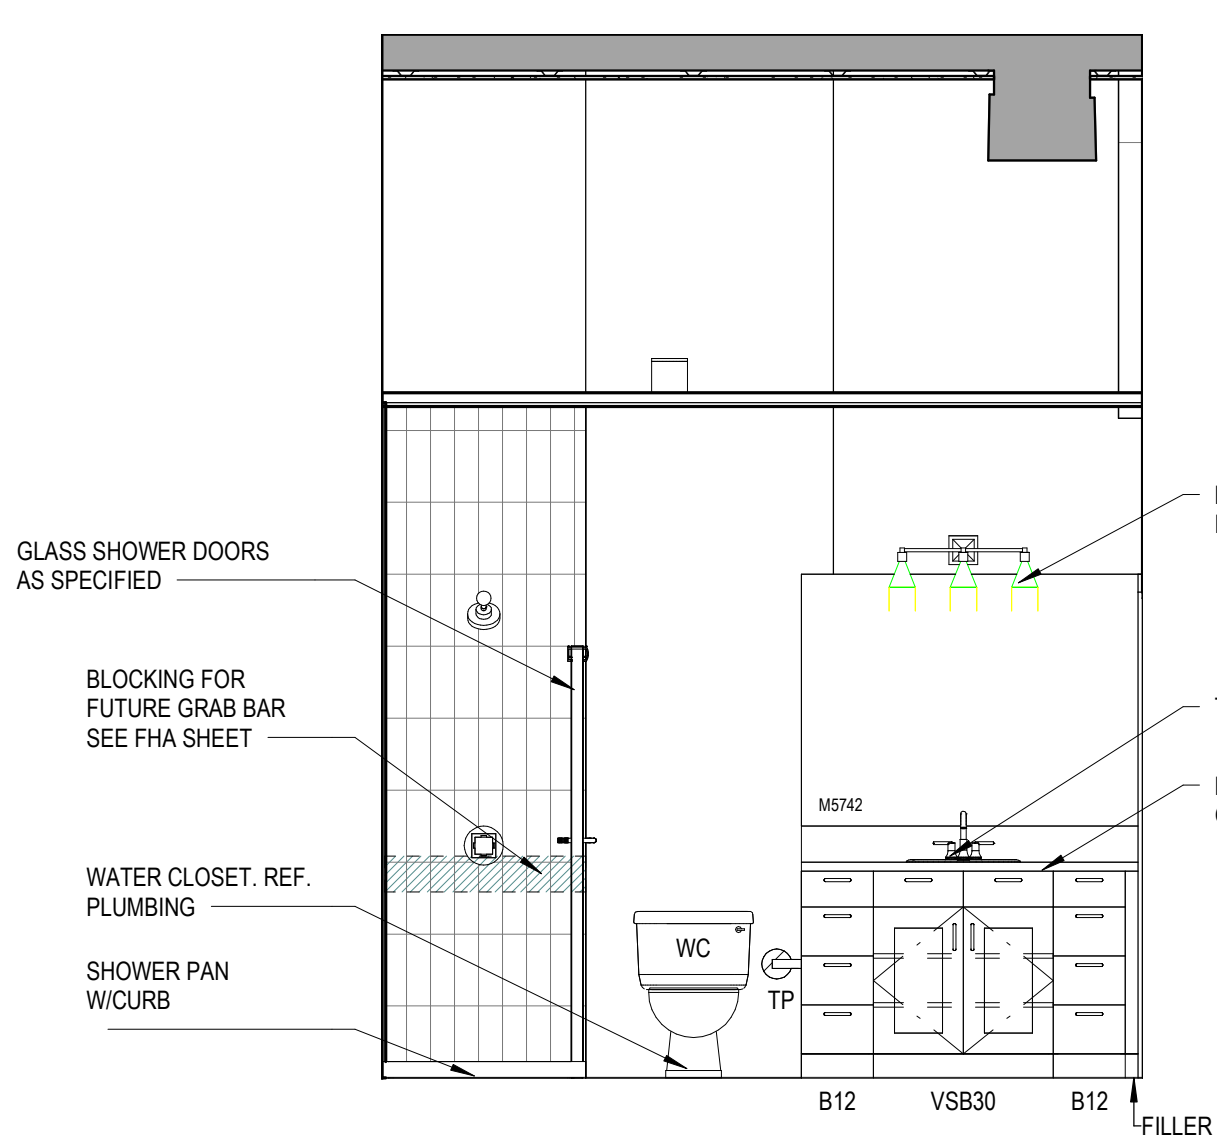 GLASS SHOWER DOORS
AS SPECIFIED
BLOCKING FOR
FUTURE GRAB BAR
SEE FHA SHEET
M5742
WATER CLOSET. REF.
PLUMBING
WC
SHOWER PAN
W/CURB
TP
B12
VSB30
B12
FILLER